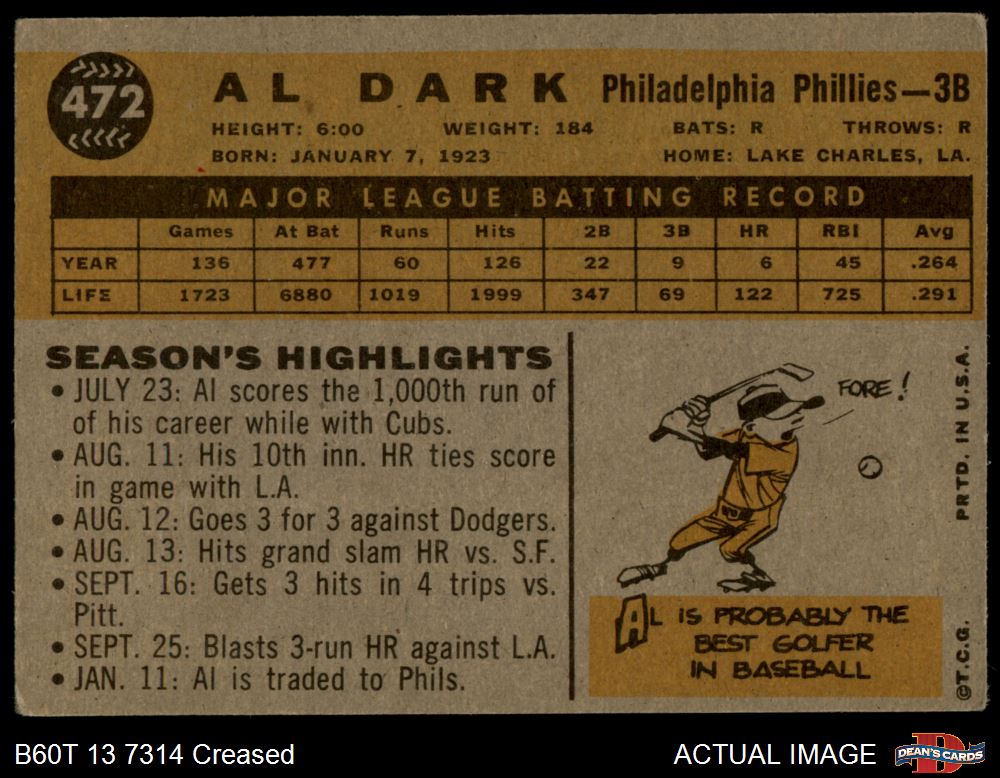 472
AL DARK Philadelphia Phillies—3B
HEIGHT: 6:00 WEIGHT: 184 BATS: R THROWS: R
BORN: JANUARY 7, 1923 HOME: LAKE CHARLES, LA.
MAJOR LEAGUE BATTING RECORD
Games At Bat Runs Hits 2B 3B HR RBI Avg
YEAR 136 477 60 126 22 9 6 45 .264
LIFE 1723 6880 1019 1999 347 69 122 725 .291
SEASON'S HIGHLIGHTS
• JULY 23: Al scores the 1,000th run of
of his career while with Cubs.
• AUG. 11: His 10th inn. HR ties score
in game with L.A.
• AUG. 12: Goes 3 for 3 against Dodgers.
• AUG. 13: Hits grand slam HR vs. S.F.
• SEPT. 16: Gets 3 hits in 4 trips vs.
Pitt.
• SEPT. 25: Blasts 3-run HR against L.A.
• JAN. 11: Al is traded to Phils.
FORE!
AL IS PROBABLY THE
BEST GOLFER
IN BASEBALL
©T.C.G. PRTD. IN U.S.A.
B60T 13 7314 Creased ACTUAL IMAGE
DEAN'S CARDS